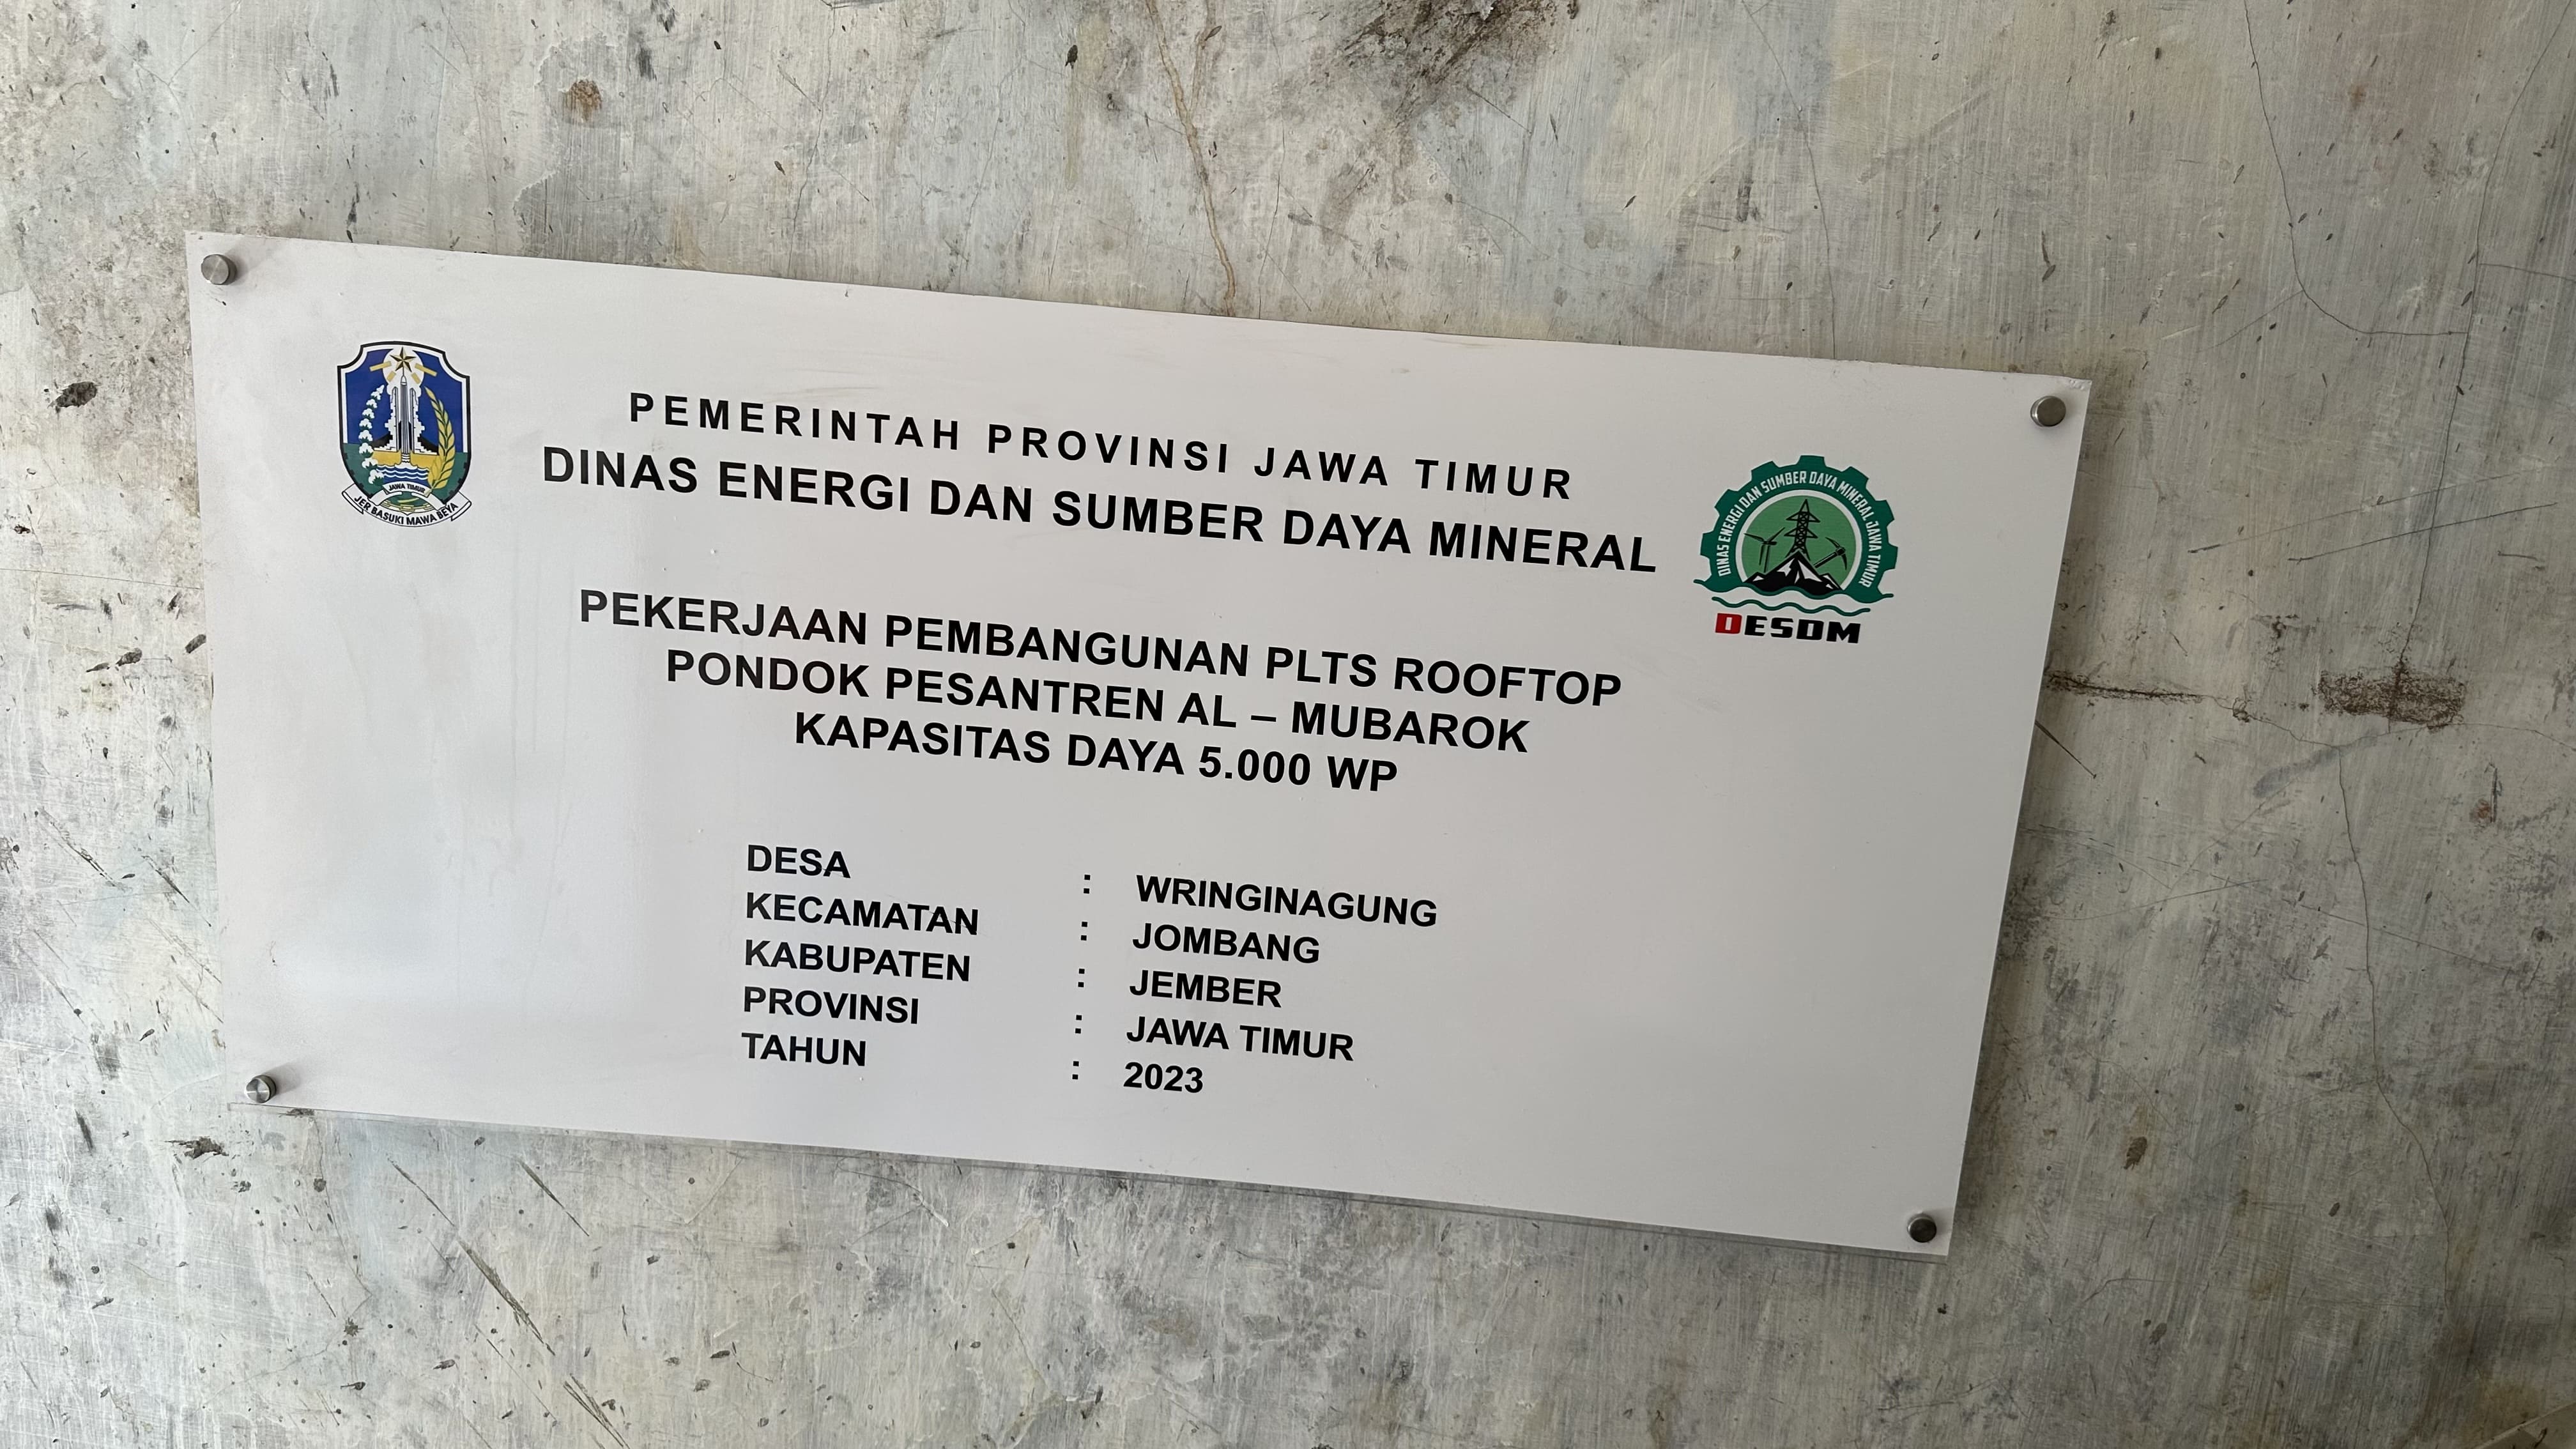 PEMERINTAH PROVINSI JAWA TIMUR
DINAS ENERGI DAN SUMBER DAYA MINERAL
JAWA TIMUR
JER BASUKI MAWA BEYA
DINAS ENERGI DAN SUMBER DAYA MINERAL JAWA TIMUR
DESDM
PEKERJAAN PEMBANGUNAN PLTS ROOFTOP
PONDOK PESANTREN AL – MUBAROK
KAPASITAS DAYA 5.000 WP
DESA : WRINGINAGUNG
KECAMATAN : JOMBANG
KABUPATEN : JEMBER
PROVINSI : JAWA TIMUR
TAHUN : 2023